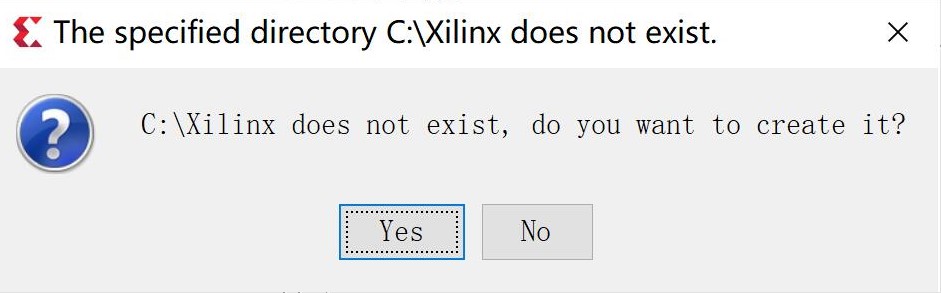 The specified directory C:\Xilinx does not exist.
C:\Xilinx does not exist, do you want to create it?
Yes No